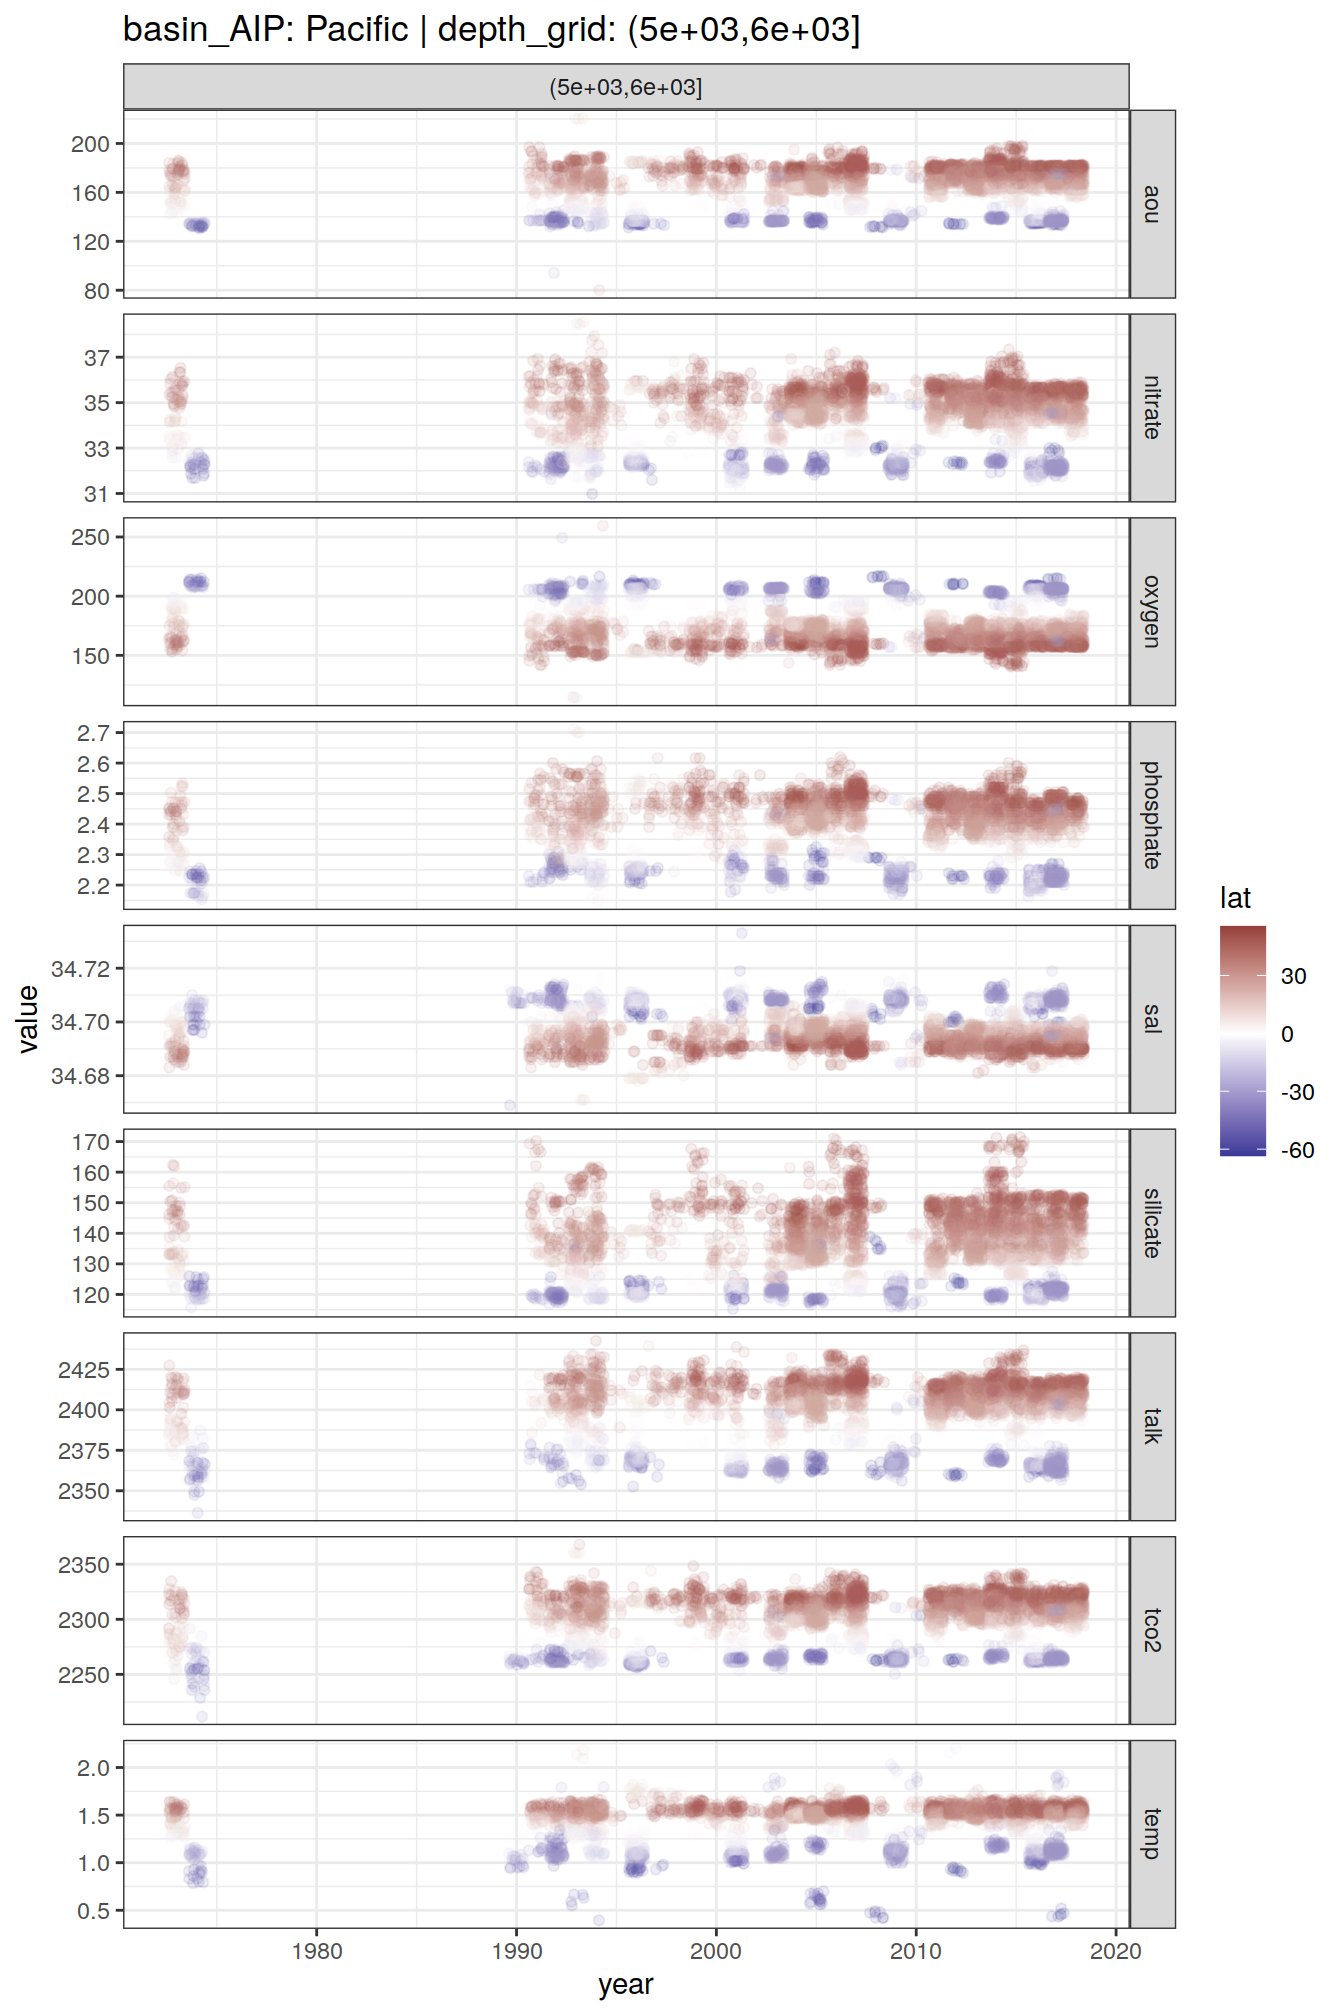 basin_AIP: Pacific | depth_grid: (5e+03,6e+03]
(5e+03,6e+03]
200
160
120
80
aou
37
35
33
31
nitrate
250
200
150
oxygen
2.7
2.6
2.5
2.4
2.3
2.2
phosphate
34.72
34.70
34.68
sal
170
160
150
140
130
120
silicate
2425
2400
2375
2350
talk
2350
2300
2250
tco2
2.0
1.5
1.0
0.5
temp
1980 1990 2000 2010 2020
year
value
lat
30
0
-30
-60